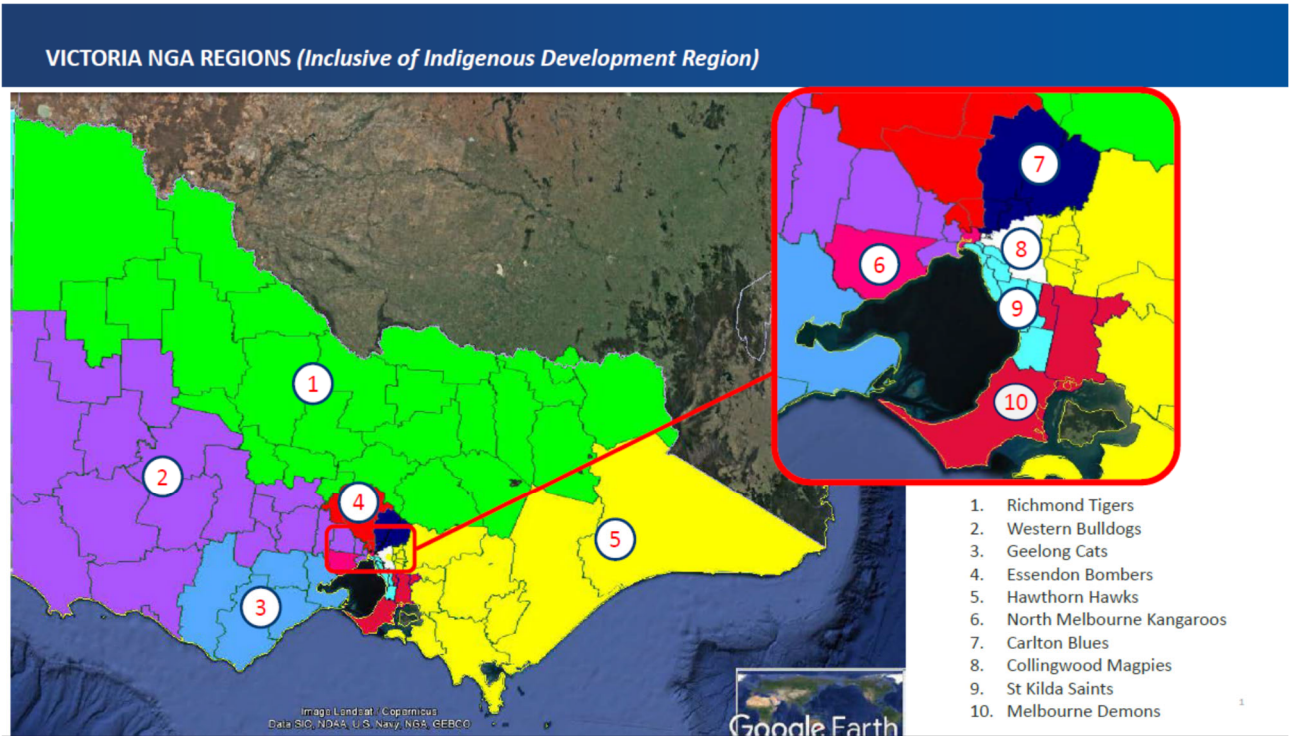 VICTORIA NGA REGIONS (Inclusive of Indigenous Development Region)
7
8
6
9
10
1
2
4
5
3
1. Richmond Tigers
2. Western Bulldogs
3. Geelong Cats
4. Essendon Bombers
5. Hawthorn Hawks
6. North Melbourne Kangaroos
7. Carlton Blues
8. Collingwood Magpies
9. St Kilda Saints
10. Melbourne Demons
1
Image Landsat / Copernicus
Data SIO, NOAA, U.S. Navy, NGA, GEBCO
Google Earth